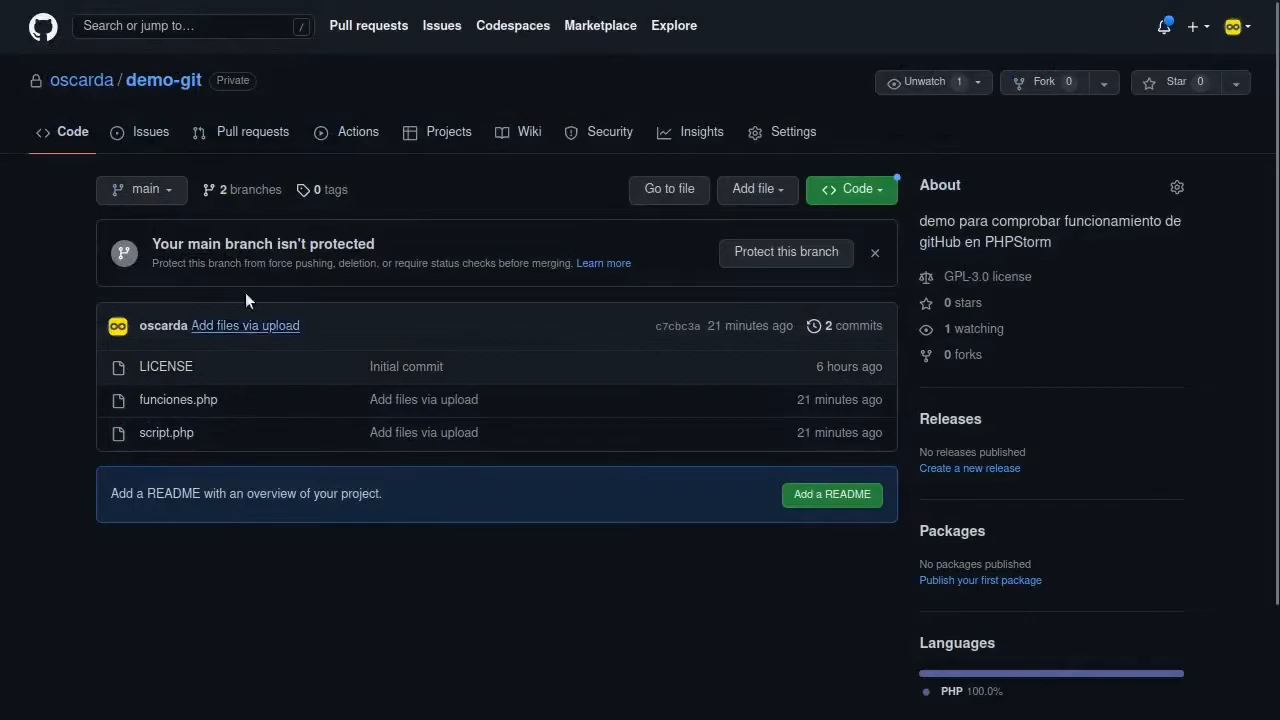 Search or jump to… /
Pull requests Issues Codespaces Marketplace Explore
oscarda / demo-git Private
Unwatch 1 Fork 0 Star 0
Code Issues Pull requests Actions Projects Wiki Security Insights Settings
main 2 branches 0 tags Go to file Add file Code
Your main branch isn't protected
Protect this branch from force pushing, deletion, or require status checks before merging. Learn more
Protect this branch
oscarda Add files via upload c7cbc3a 21 minutes ago 2 commits
LICENSE Initial commit 6 hours ago
funciones.php Add files via upload 21 minutes ago
script.php Add files via upload 21 minutes ago
Add a README with an overview of your project. Add a README
About
demo para comprobar funcionamiento de
gitHub en PHPStorm
GPL-3.0 license
0 stars
1 watching
0 forks
Releases
No releases published
Create a new release
Packages
No packages published
Publish your first package
Languages
PHP 100.0%